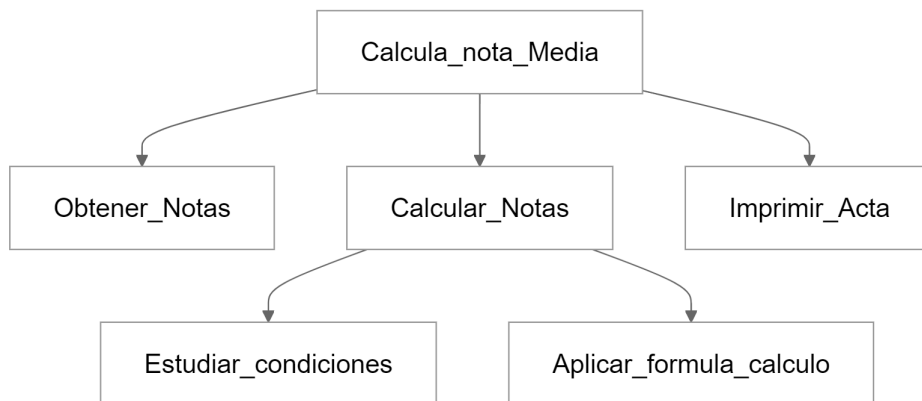 Calcula_nota_Media
Obtener_Notas
Calcular_Notas
Imprimir_Acta
Estudiar_condiciones
Aplicar_formula_calculo